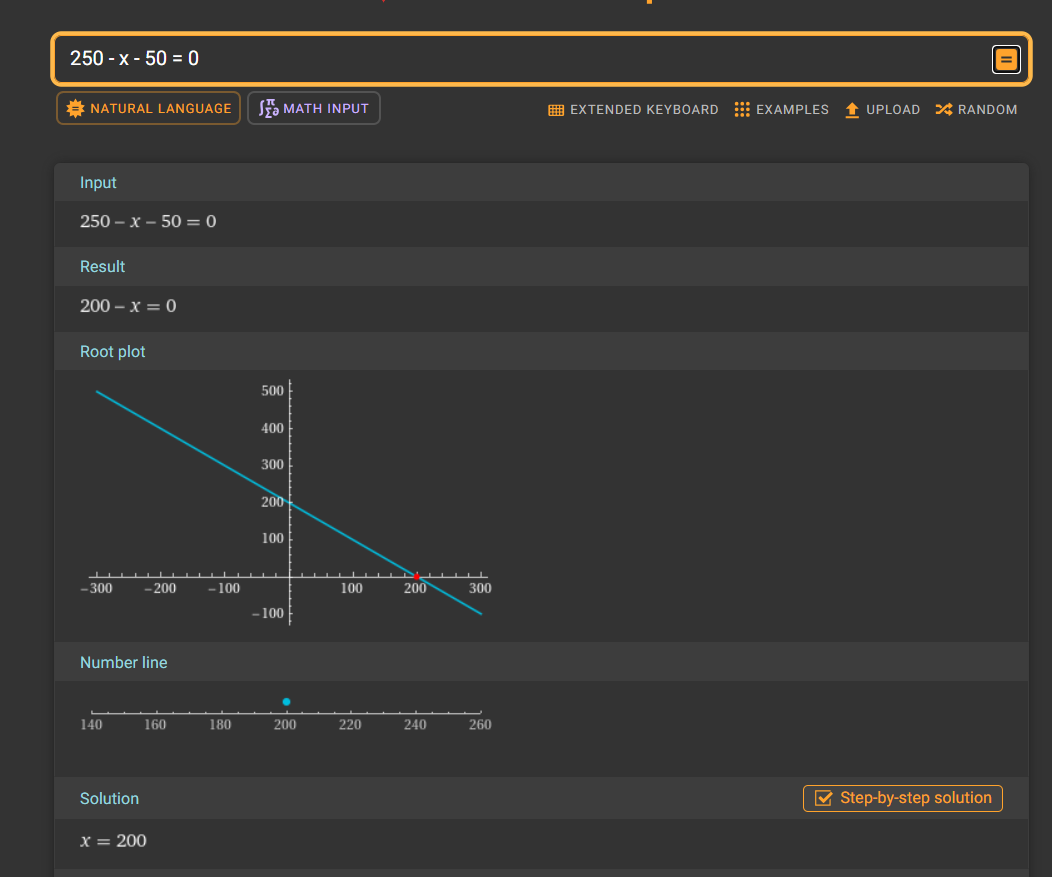 250 - x - 50 = 0
NATURAL LANGUAGE
∫π Σ∂ MATH INPUT
EXTENDED KEYBOARD
EXAMPLES
UPLOAD
RANDOM
Input
250 – x – 50 = 0
Result
200 – x = 0
Root plot
500
400
300
200
100
–300 –200 –100 100 200 300
–100
Number line
140 160 180 200 220 240 260
Solution
Step-by-step solution
x = 200